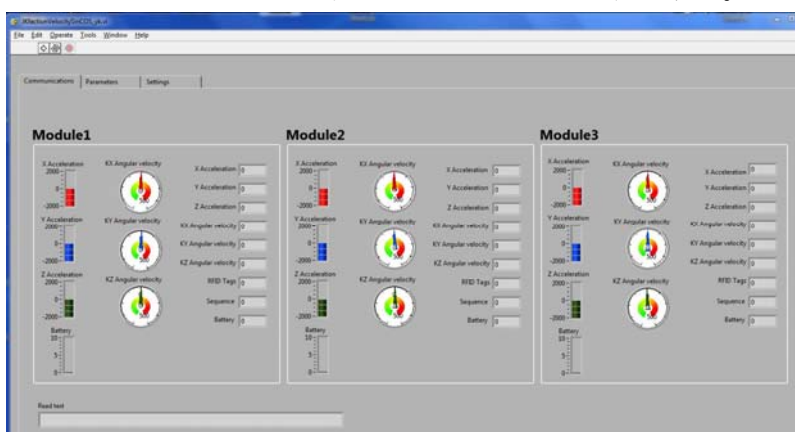 File Edit Operate Tools Window Help
Communications Parameters Settings
Module1
X Acceleration
2000
0
-2000
KX Angular velocity
500
X Acceleration 0
Y Acceleration 0
Z Acceleration 0
Y Acceleration
2000
0
-2000
KY Angular velocity
KX Angular velocity 0
KY Angular velocity 0
KZ Angular velocity 0
Z Acceleration
2000
0
-2000
KZ Angular velocity
500
RFID Tags 0
Sequence 0
Battery 0
Battery
10
5
0
Module2
X Acceleration
2000
0
-2000
KX Angular velocity
500
X Acceleration 0
Y Acceleration 0
Z Acceleration 0
Y Acceleration
2000
0
-2000
KY Angular velocity
KX Angular velocity 0
KY Angular velocity 0
KZ Angular velocity 0
Z Acceleration
2000
0
-2000
KZ Angular velocity
500
RFID Tags 0
Sequence 0
Battery 0
Battery
10
5
0
Module3
X Acceleration
2000
0
-2000
KX Angular velocity
500
X Acceleration 0
Y Acceleration 0
Z Acceleration 0
Y Acceleration
2000
0
-2000
KY Angular velocity
KX Angular velocity 0
KY Angular velocity 0
KZ Angular velocity 0
Z Acceleration
2000
0
-2000
KZ Angular velocity
500
RFID Tags 0
Sequence 0
Battery 0
Battery
10
5
0
Read text